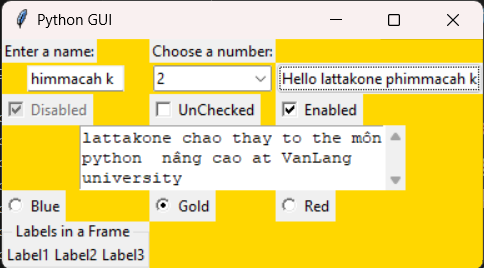 Python GUI
Enter a name: Choose a number:
himmacah k 2 Hello lattakone phimmacah k
Disabled UnChecked Enabled
lattakone chao thay to the môn
python  nâng cao at VanLang
university
Blue Gold Red
Labels in a Frame
Label1 Label2 Label3